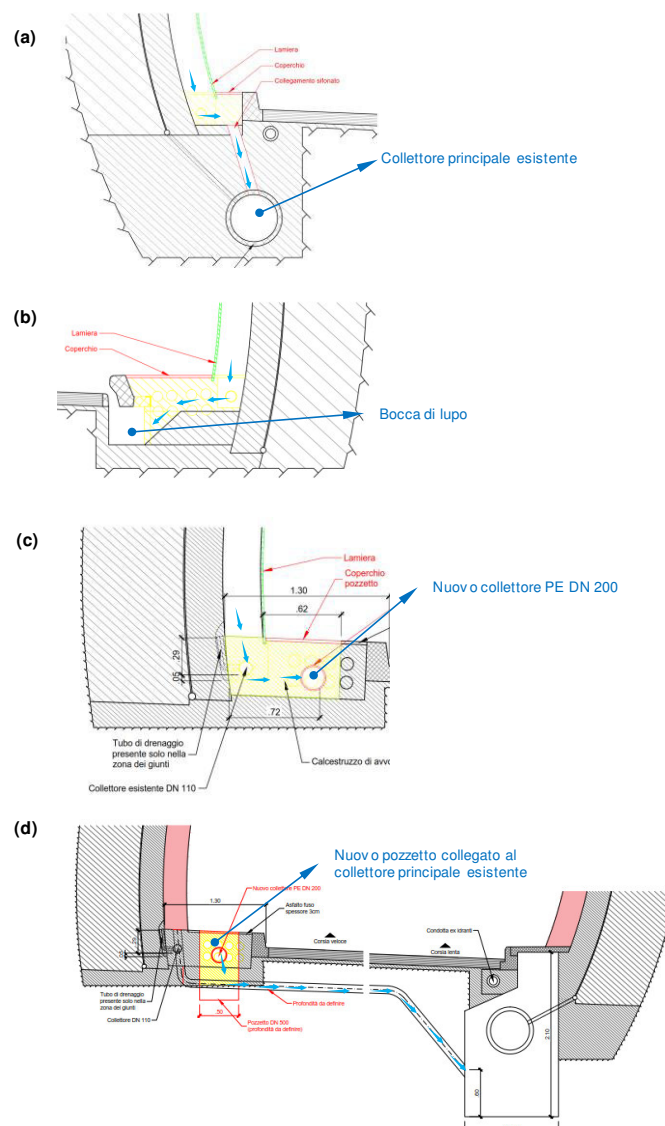 (a)
Lamiera
Coperchio
Collegamento sifonato
Collettore principale esistente
(b)
Lamiera
Coperchio
Bocca di lupo
(c)
Lamiera
Coperchio
pozzetto
1.30
.62
Nuovo collettore PE DN 200
.29
.05
.72
Tubo di drenaggio
presente solo nella
zona dei giunti
Calcestruzzo di avvo
Collettore esistente DN 110
(d)
Nuovo pozzetto collegato al
collettore principale esistente
Nuovo collettore PE DN 200
1.30
Asfalto fuso
spessore 3cm
Corsia veloce
Corsia lenta
Condotta ex idranti
Tubo di drenaggio
presente solo nella
zona dei giunti
Collettore DN 110
.50
Pozzetto DN 500
(profondità da definire)
Profondità da definire
2.10
.60